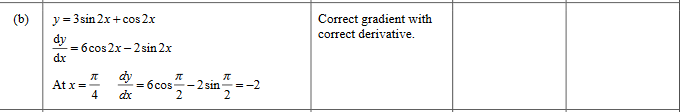 (b) y = 3sin 2x + cos 2x
Correct gradient with
correct derivative.
dy/dx = 6cos 2x − 2sin 2x
At x = π/4 dy/dx = 6cos π/2 − 2sin π/2 = −2